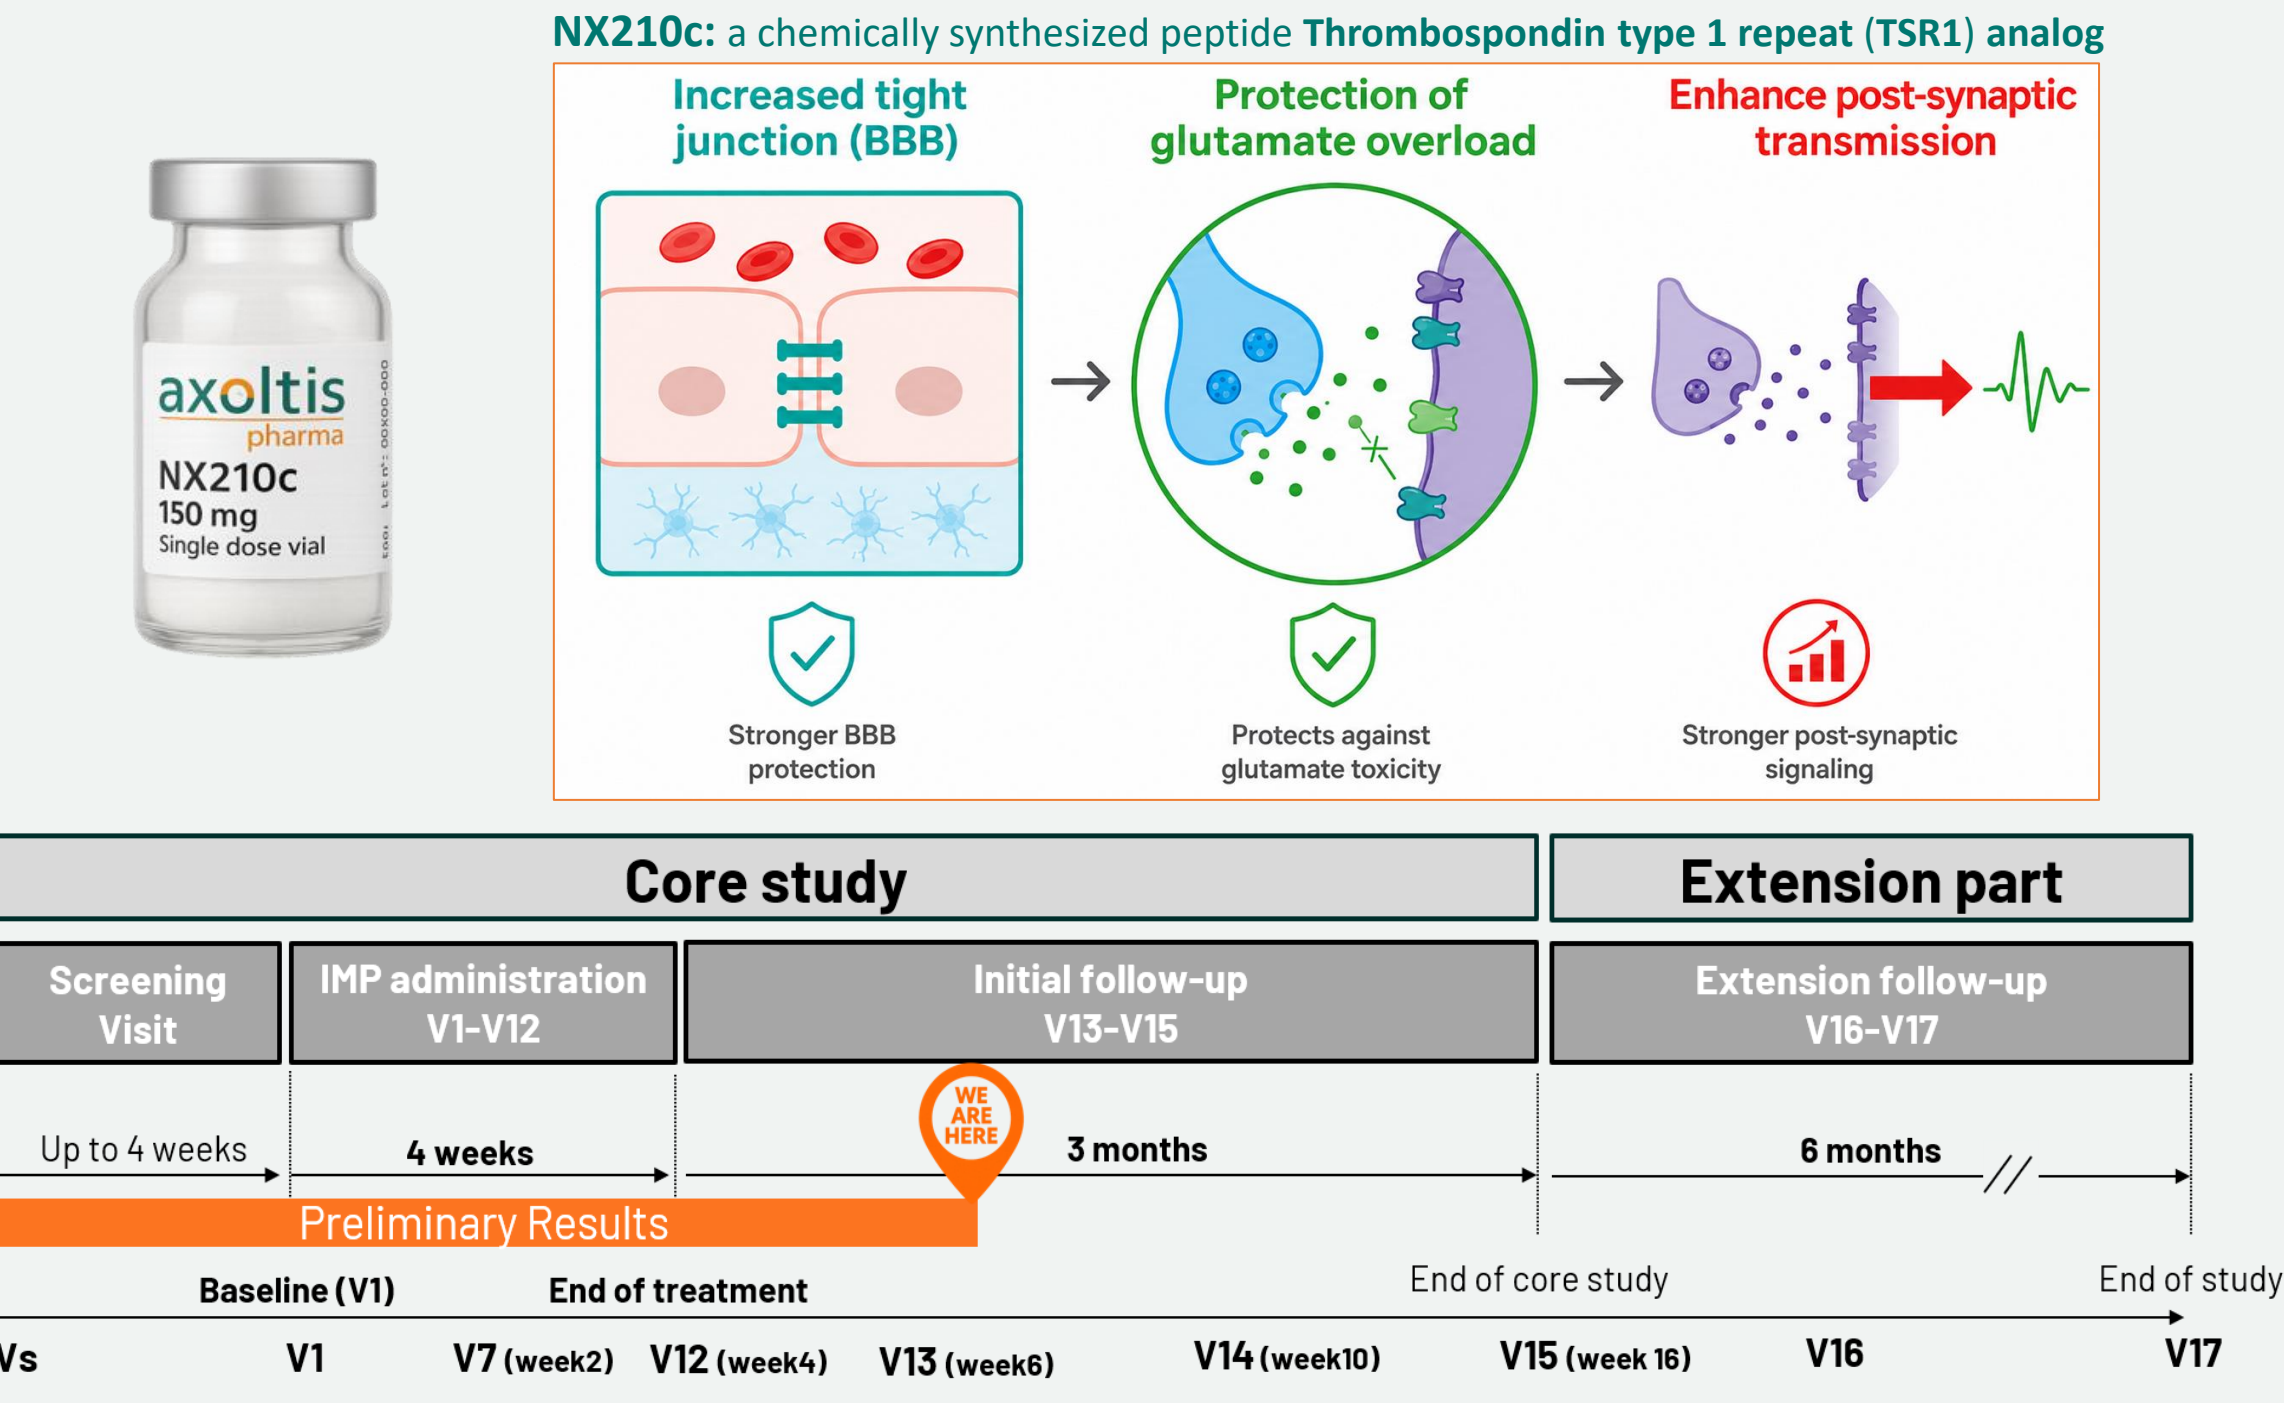 NX210c: a chemically synthesized peptide Thrombospondin type 1 repeat (TSR1) analog
Increased tight
junction (BBB)
Protection of
glutamate overload
Enhance post-synaptic
transmission
axoltis
pharma
NX210c
150 mg
Single dose vial
Lot n°: 00X00-000
Stronger BBB
protection
Protects against
glutamate toxicity
Stronger post-synaptic
signaling
Core study
Extension part
Screening
Visit
IMP administration
V1-V12
Initial follow-up
V13-V15
Extension follow-up
V16-V17
WE
ARE
HERE
Up to 4 weeks
4 weeks
3 months
6 months
Preliminary Results
Baseline (V1)
End of treatment
End of core study
End of study
Vs
V1
V7 (week2)
V12 (week4)
V13 (week6)
V14 (week10)
V15 (week 16)
V16
V17